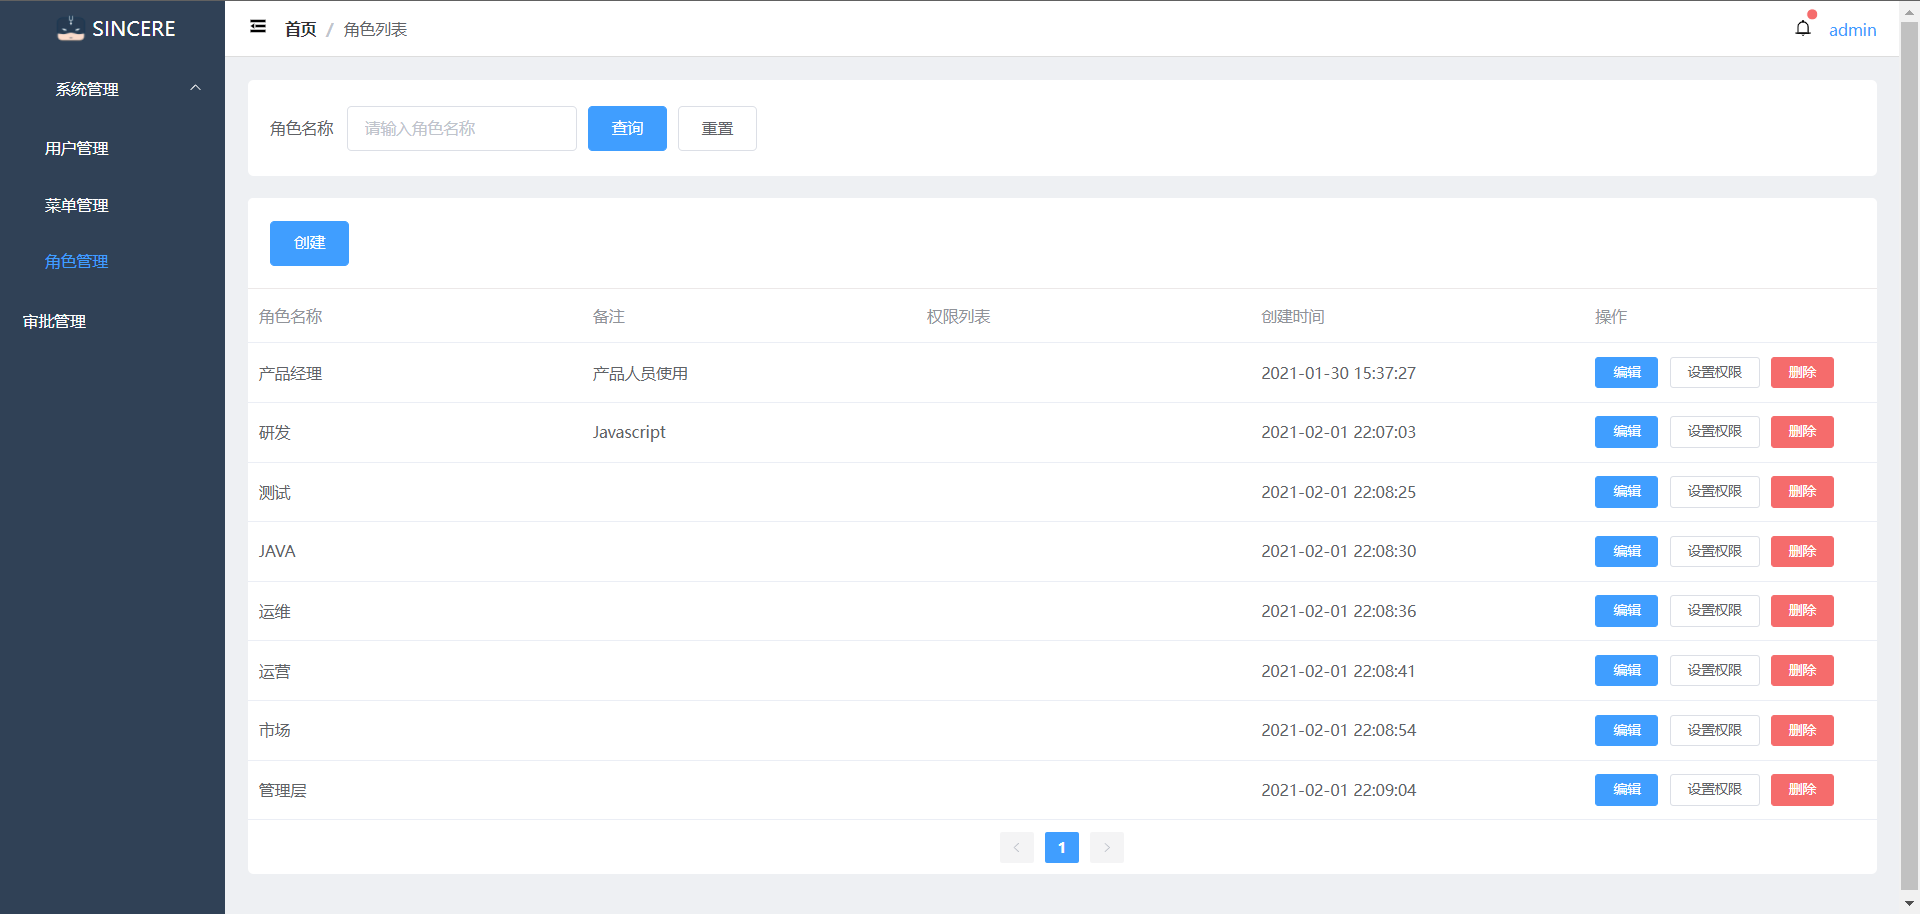 SINCERE
首页 / 角色列表
admin
系统管理
用户管理
菜单管理
角色管理
审批管理
角色名称 请输入角色名称 查询 重置
创建
角色名称 备注 权限列表 创建时间 操作
产品经理 产品人员使用 2021-01-30 15:37:27 编辑 设置权限 删除
研发 Javascript 2021-02-01 22:07:03 编辑 设置权限 删除
测试 2021-02-01 22:08:25 编辑 设置权限 删除
JAVA 2021-02-01 22:08:30 编辑 设置权限 删除
运维 2021-02-01 22:08:36 编辑 设置权限 删除
运营 2021-02-01 22:08:41 编辑 设置权限 删除
市场 2021-02-01 22:08:54 编辑 设置权限 删除
管理层 2021-02-01 22:09:04 编辑 设置权限 删除
1